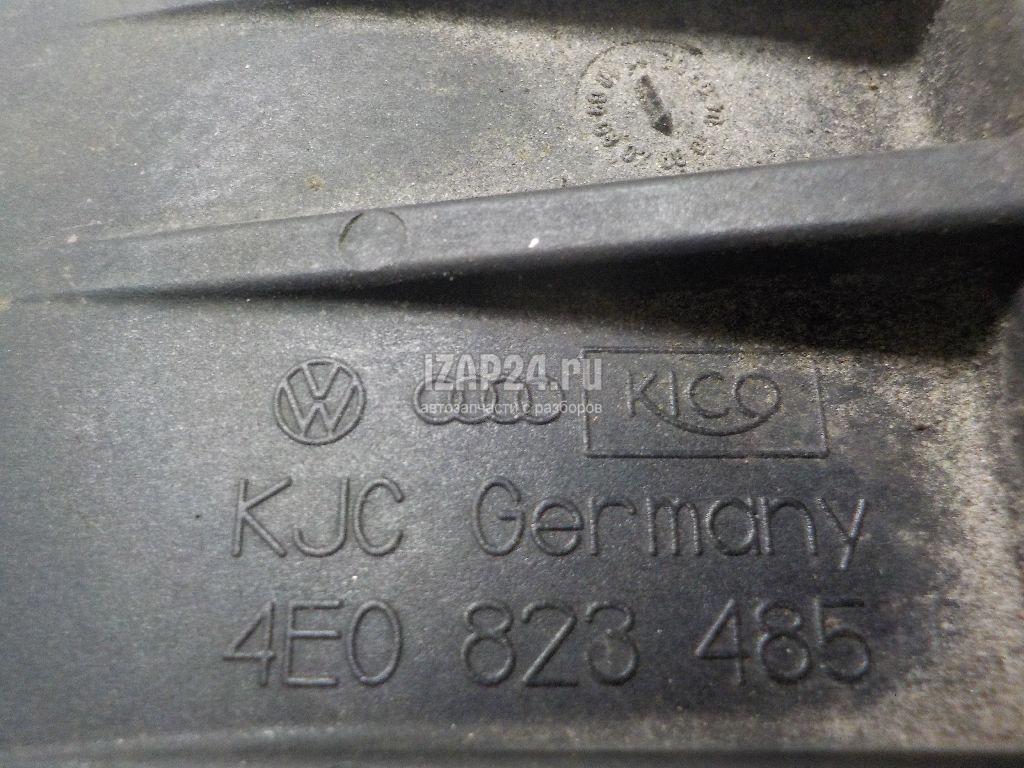 IZAP24.ru
автозапчасти с разборов
KICO
KJC Germany
4E0 823 485